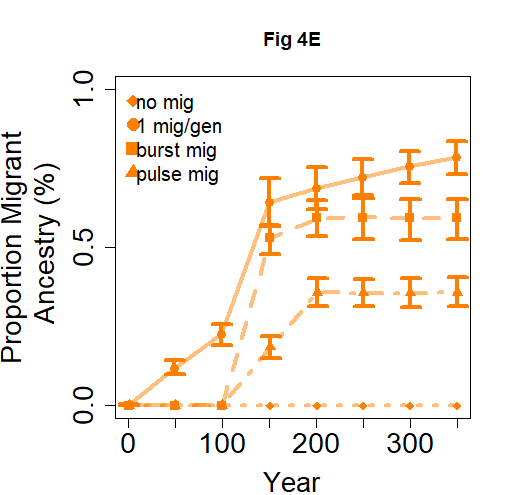 Fig 4E
1.0
0.5
0.0
Proportion Migrant
Ancestry (%)
no mig
1 mig/gen
burst mig
pulse mig
0
100
200
300
Year